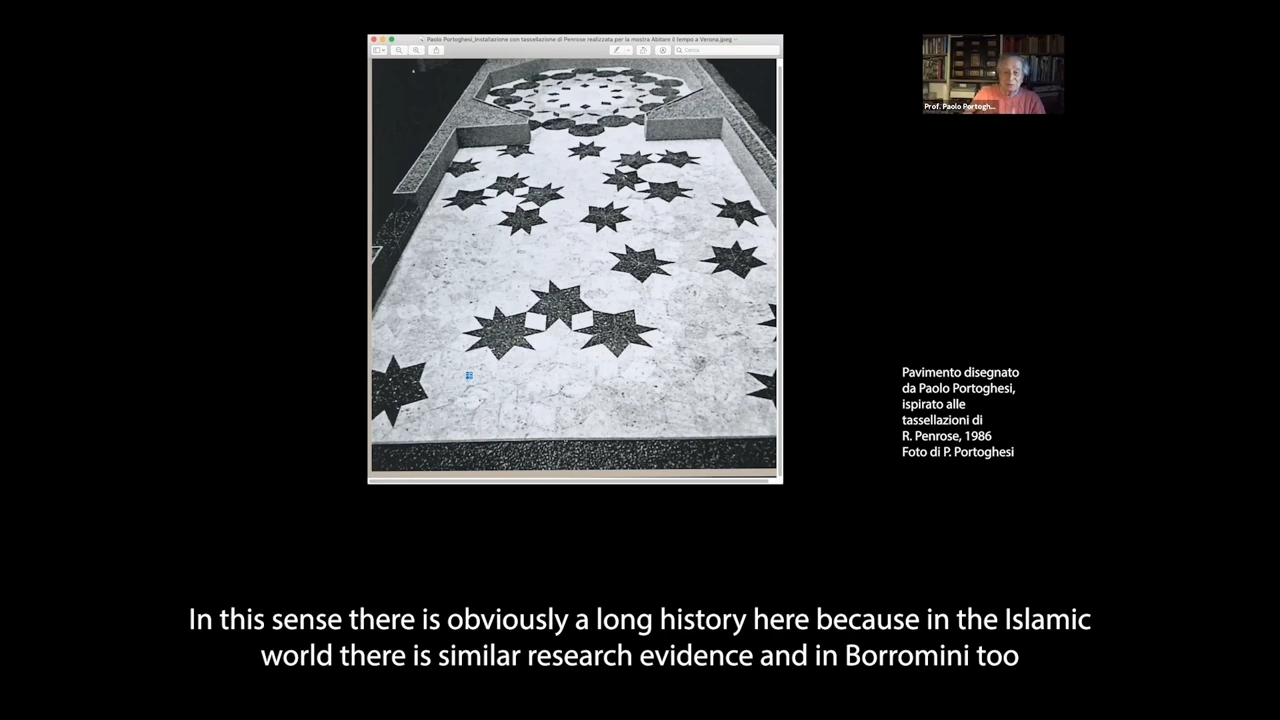 Paolo Portoghesi_Installazione con tassellazione di Penrose realizzata per la mostra Abitare il tempo a Verona.jpeg
Cerca
Prof. Paolo Portogh...
Pavimento disegnato
da Paolo Portoghesi,
ispirato alle
tassellazioni di
R. Penrose, 1986
Foto di P. Portoghesi
In this sense there is obviously a long history here because in the Islamic
world there is similar research evidence and in Borromini too